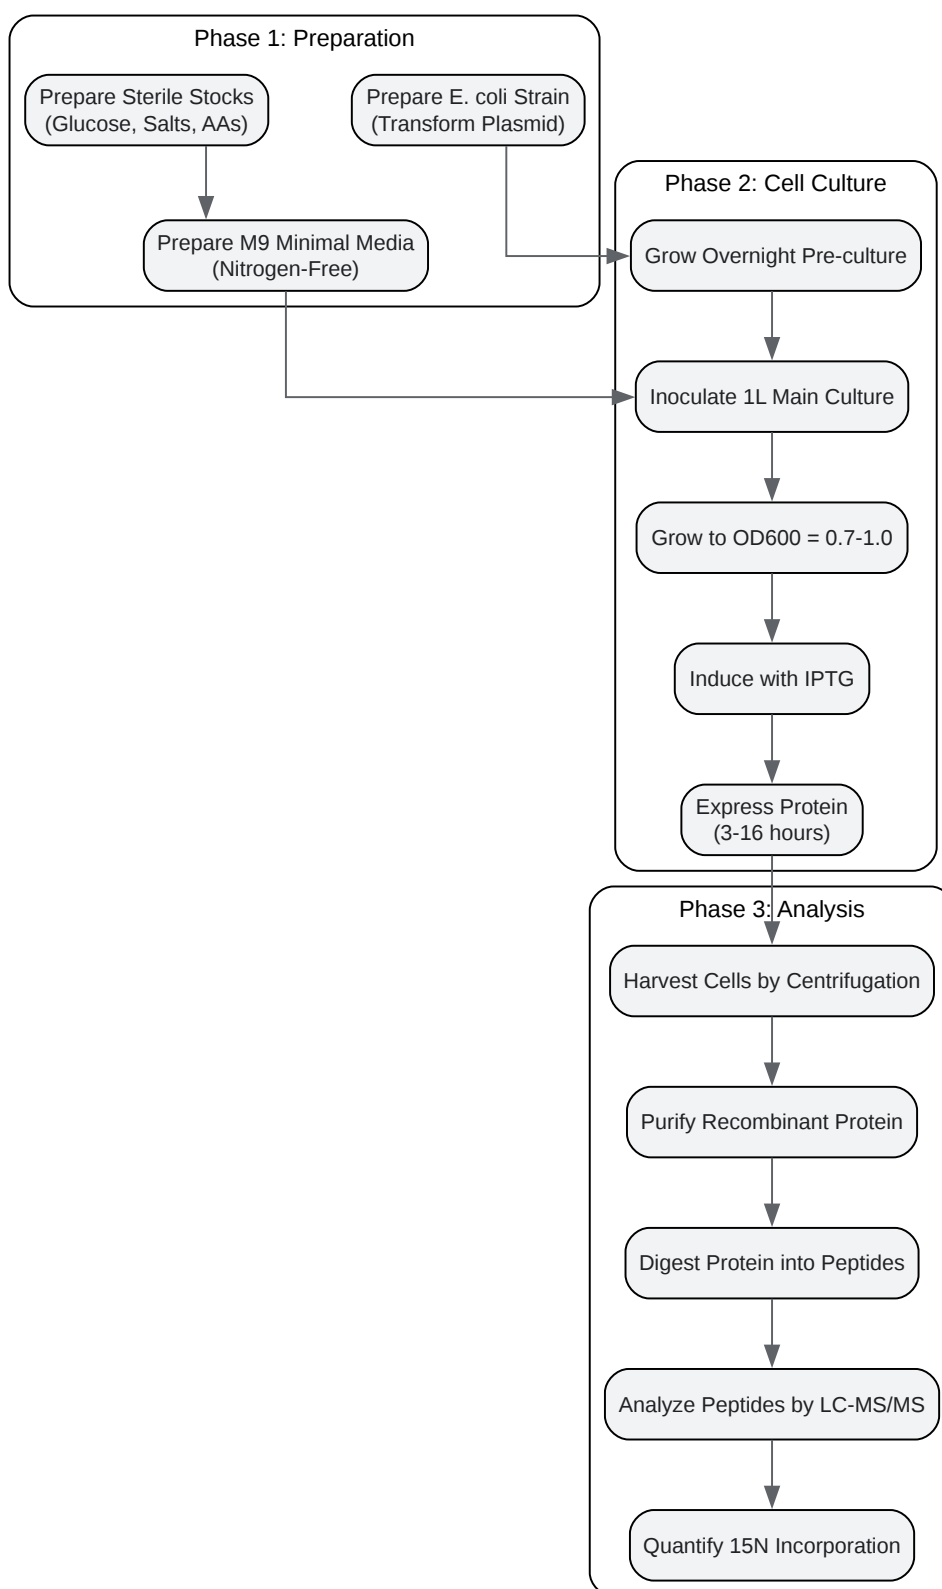 Phase 1: Preparation
Prepare Sterile Stocks
(Glucose, Salts, AAs)
Prepare E. coli Strain
(Transform Plasmid)
Prepare M9 Minimal Media
(Nitrogen-Free)
Phase 2: Cell Culture
Grow Overnight Pre-culture
Inoculate 1L Main Culture
Grow to OD600 = 0.7-1.0
Induce with IPTG
Express Protein
(3-16 hours)
Phase 3: Analysis
Harvest Cells by Centrifugation
Purify Recombinant Protein
Digest Protein into Peptides
Analyze Peptides by LC-MS/MS
Quantify 15N Incorporation